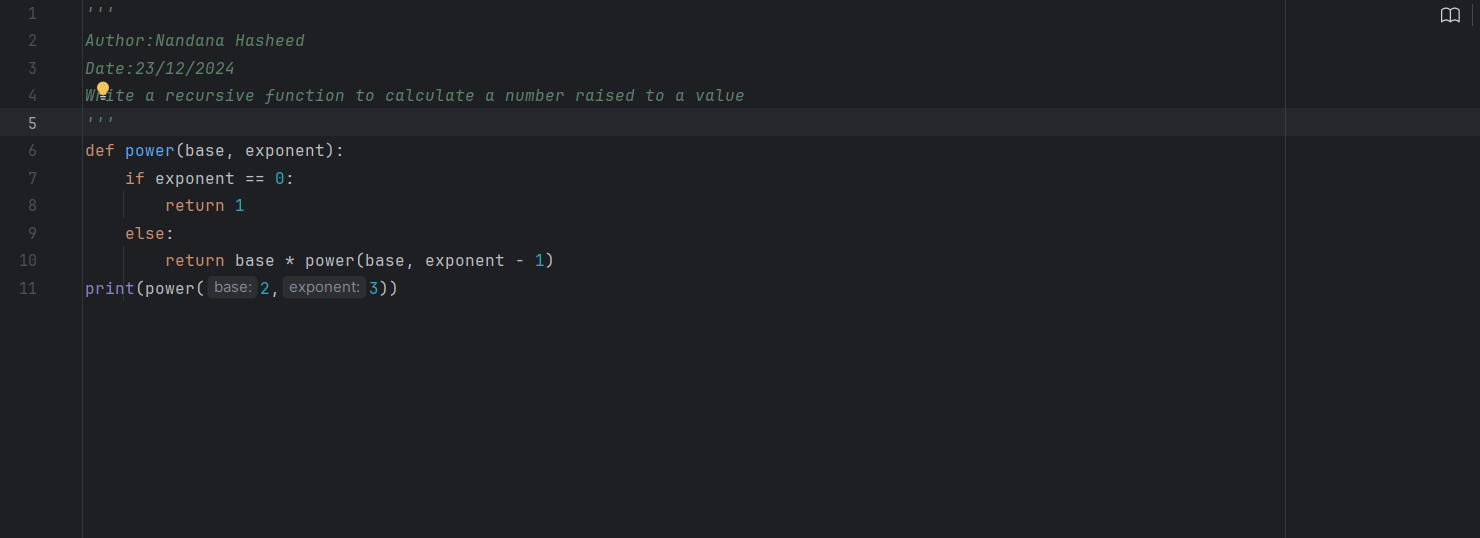 1 '''
2 Author:Nandana Hasheed
3 Date:23/12/2024
4 Write a recursive function to calculate a number raised to a value
5 '''
6 def power(base, exponent):
7     if exponent == 0:
8         return 1
9     else:
10         return base * power(base, exponent - 1)
11 print(power( base: 2, exponent: 3))